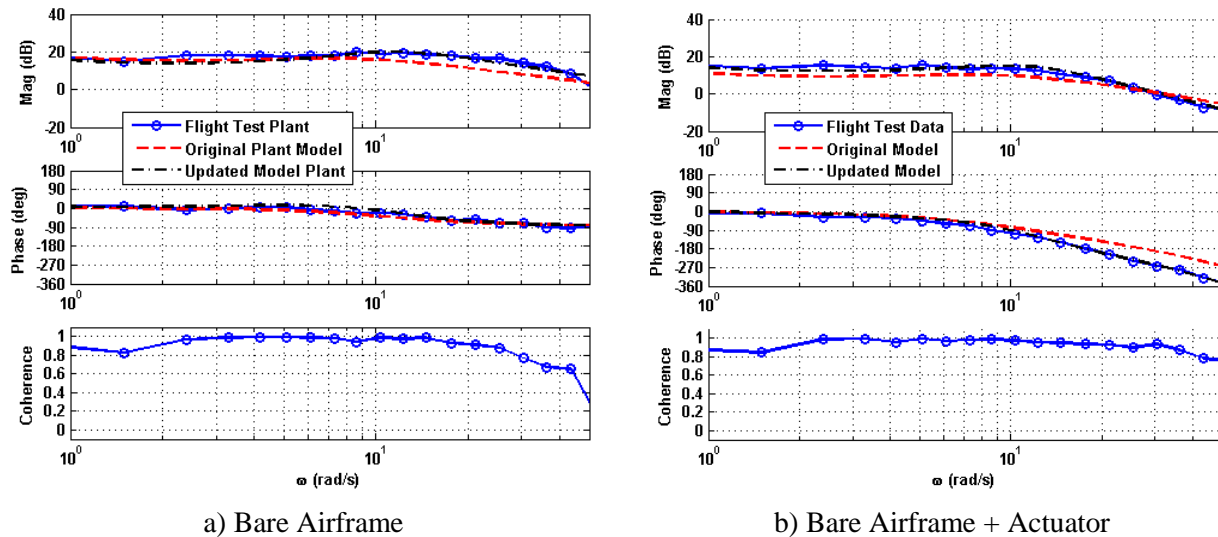 40
20
0
20
Mag (dB)
10^0
10^1
Flight Test Plant
Original Plant Model
Updated Model Plant
180
90
0
-90
-180
-270
360
Phase (deg)
10^0
10^1
1
0.8
0.6
0.4
0.2
0
Coherence
10^0
10^1
ω (rad/s)
a) Bare Airframe
40
20
0
20
Mag (dB)
10^0
10^1
Flight Test Data
Original Model
Updated Model
180
90
0
-90
-180
-270
-360
Phase (deg)
10^0
10^1
1
0.8
0.6
0.4
0.2
0
Coherence
10^0
10^1
ω (rad/s)
b) Bare Airframe + Actuator